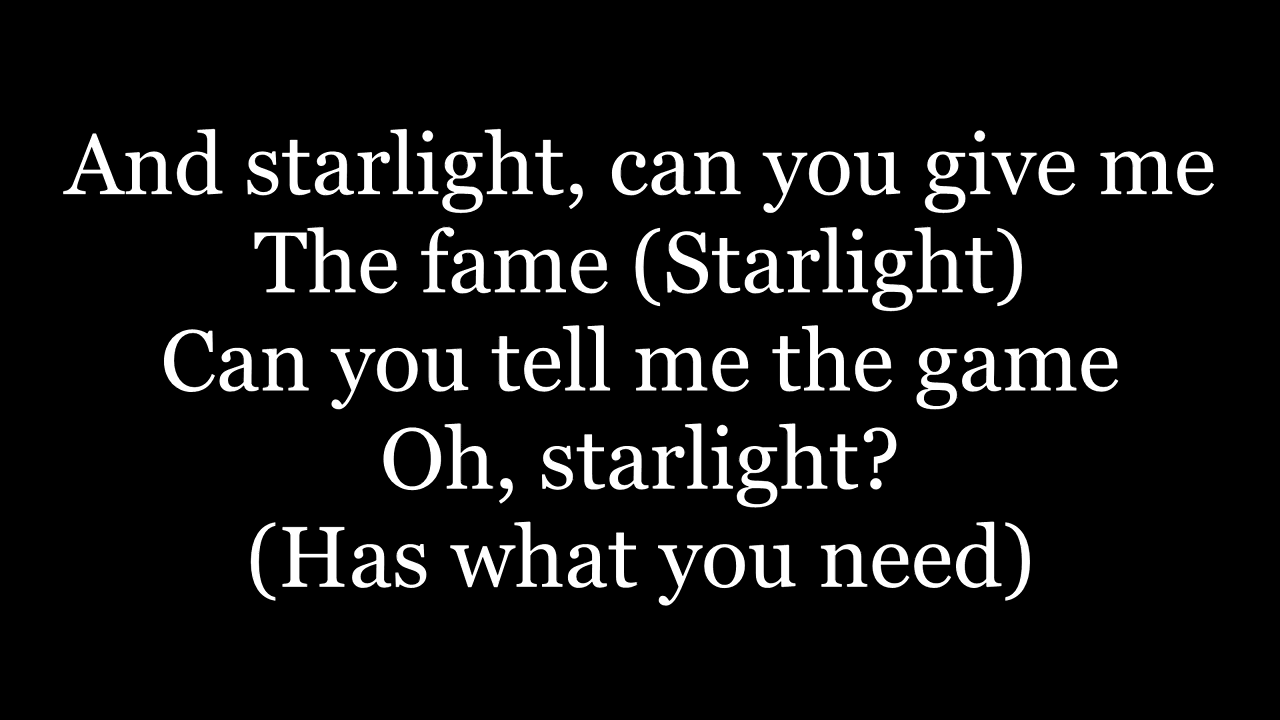 And starlight, can you give me
The fame (Starlight)
Can you tell me the game
Oh, starlight?
(Has what you need)